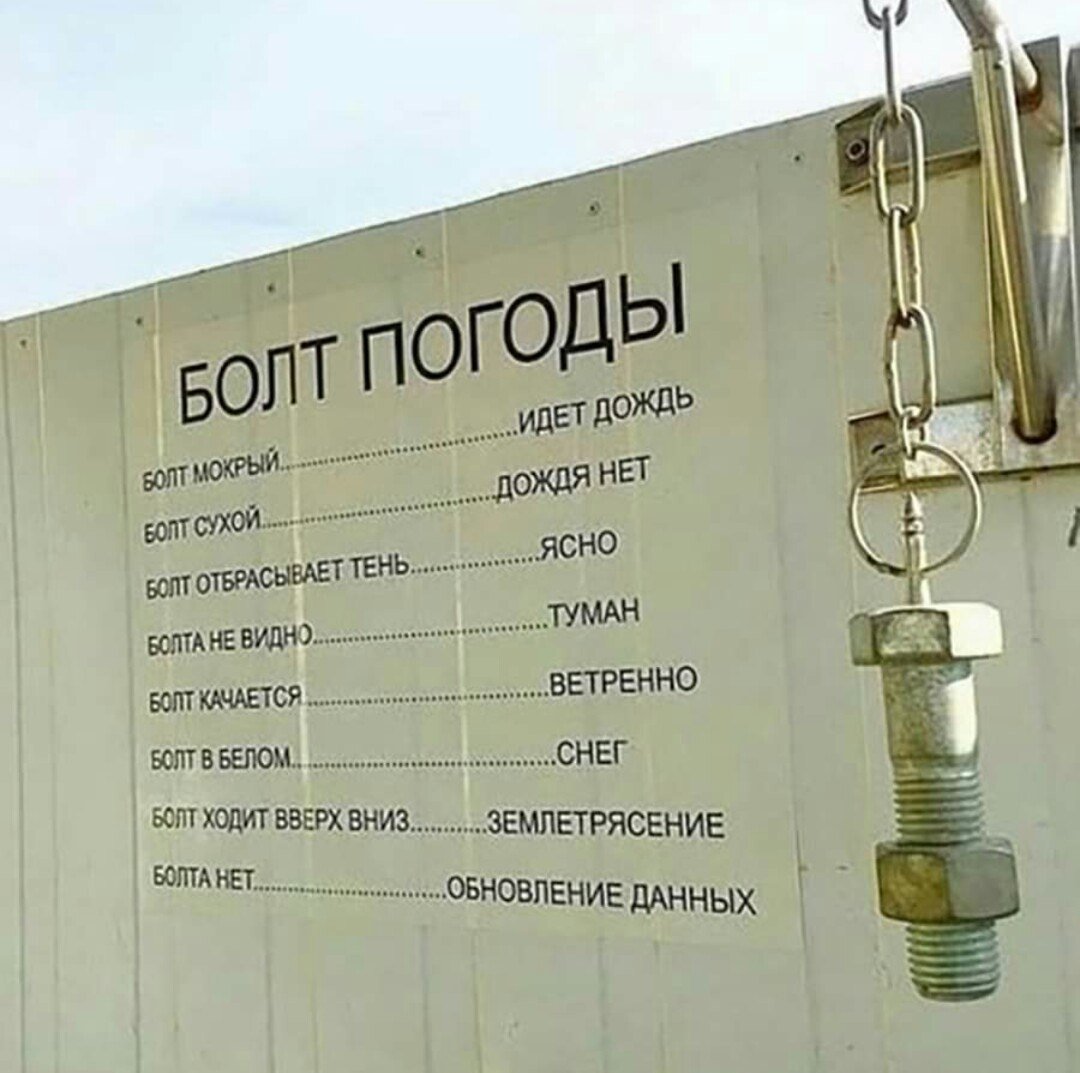 БОЛТ ПОГОДЫ
БОЛТ МОКРЫЙ..............................ИДЕТ ДОЖДЬ
БОЛТ СУХОЙ..............................ДОЖДЯ НЕТ
БОЛТ ОТБРАСЫВАЕТ ТЕНЬ.................ЯСНО
БОЛТА НЕ ВИДНО..............................ТУМАН
БОЛТ КАЧАЕТСЯ..............................ВЕТРЕННО
БОЛТ В БЕЛОМ..............................СНЕГ
БОЛТ ХОДИТ ВВЕРХ ВНИЗ...........ЗЕМЛЕТРЯСЕНИЕ
БОЛТА НЕТ........................ОБНОВЛЕНИЕ ДАННЫХ